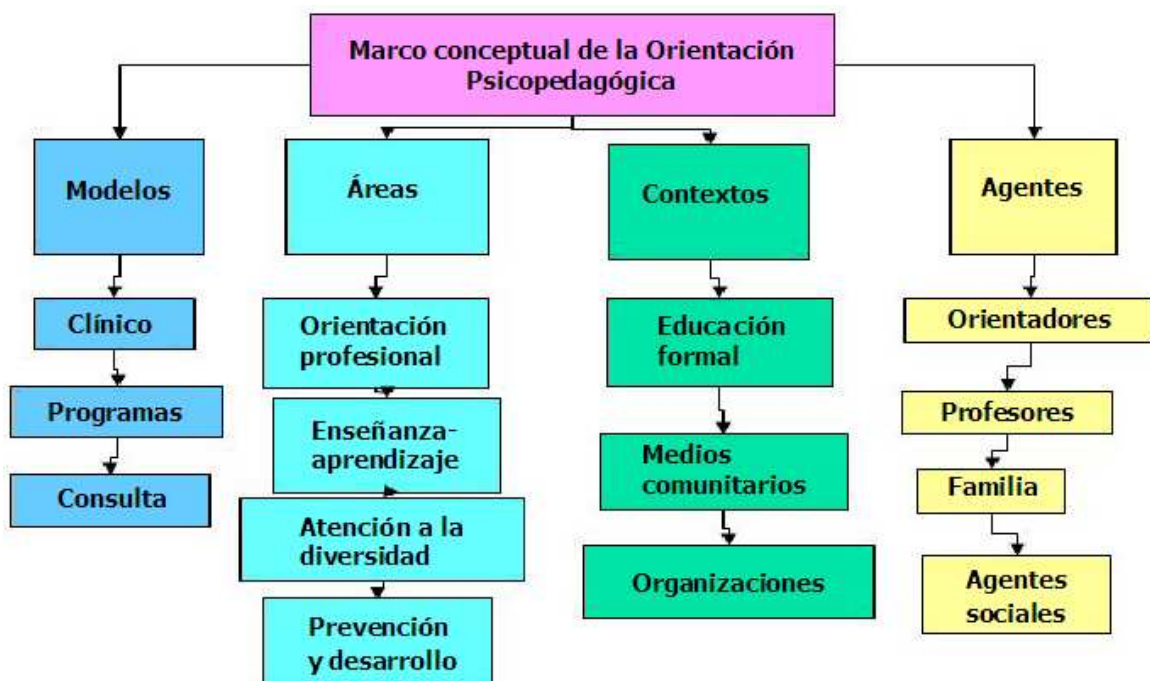 Marco conceptual de la Orientación
Psicopedagógica
Modelos
Áreas
Contextos
Agentes
Clínico
Programas
Consulta
Orientación
profesional
Enseñanza-
aprendizaje
Atención a la
diversidad
Prevención
y desarrollo
Educación
formal
Medios
comunitarios
Organizaciones
Orientadores
Profesores
Familia
Agentes
sociales